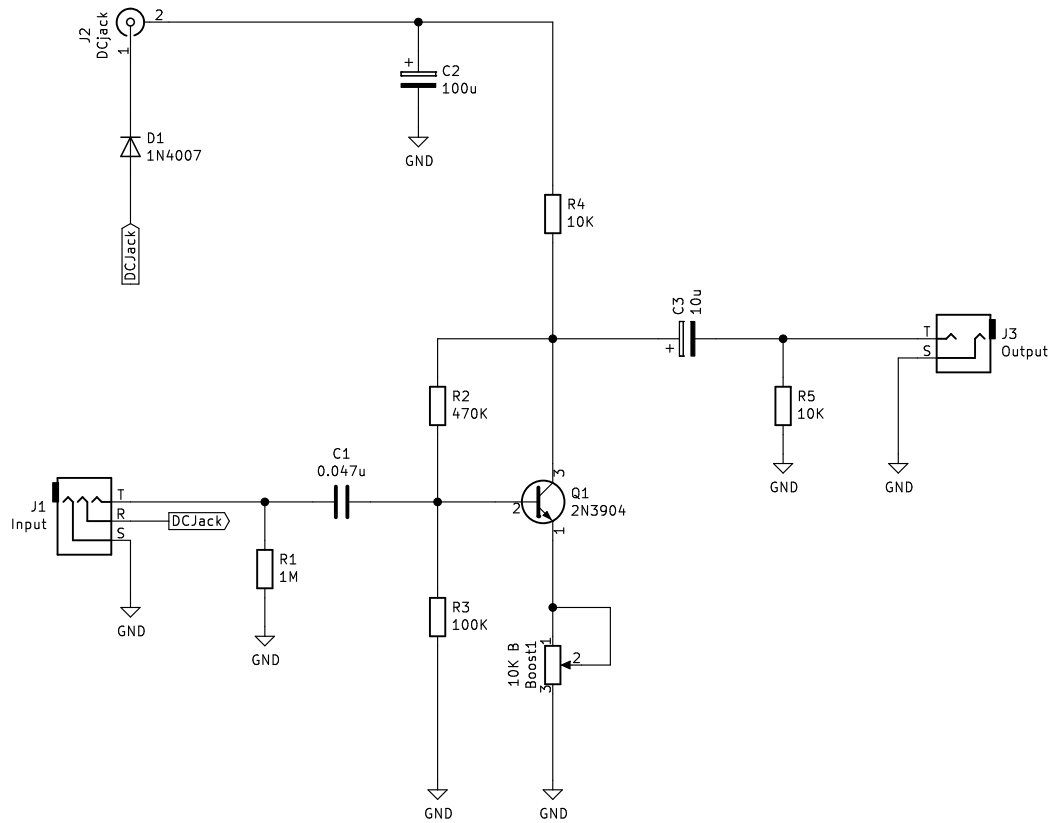 J2
DCjack
2
1
+
C2
100u
GND
D1
1N4007
DCJack
R4
10K
C3
10u
+
T
S
J3
Output
R2
470K
R5
10K
GND
GND
C1
0.047u
3
Q1
2N3904
2
1
J1
Input
T
R
S
DCJack
R1
1M
GND
GND
R3
100K
10K B
Boost1
1
2
3
GND
GND